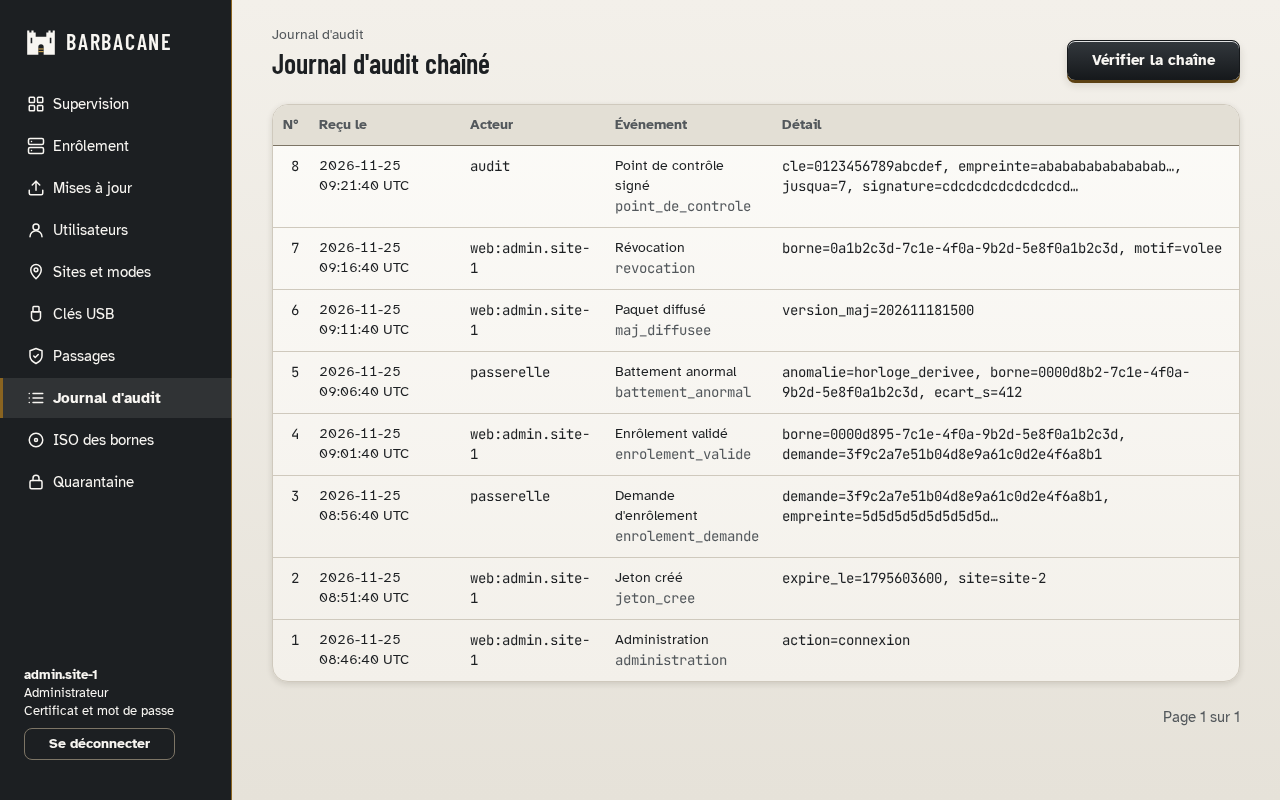 BARBACANE
Supervision
Enrôlement
Mises à jour
Utilisateurs
Sites et modes
Clés USB
Passages
Journal d'audit
ISO des bornes
Quarantaine
admin.site-1
Administrateur
Certificat et mot de passe
Se déconnecter
Journal d'audit
Journal d'audit chaîné
Vérifier la chaîne
N° Reçu le Acteur Événement Détail
8 2026-11-25 audit Point de contrôle cle=0123456789abcdef, empreinte=abababababababab…,
09:21:40 UTC signé jusqua=7, signature=cdcdcdcdcdcdcdcd…
point_de_controle
7 2026-11-25 web:admin.site- Révocation borne=0a1b2c3d-7c1e-4f0a-9b2d-5e8f0a1b2c3d, motif=volee
09:16:40 UTC 1 revocation
6 2026-11-25 web:admin.site- Paquet diffusé version_maj=202611181500
09:11:40 UTC 1 maj_diffusee
5 2026-11-25 passerelle Battement anormal anomalie=horloge_derivee, borne=0000d8b2-7c1e-4f0a-
09:06:40 UTC battement_anormal 9b2d-5e8f0a1b2c3d, ecart_s=412
4 2026-11-25 web:admin.site- Enrôlement validé borne=0000d895-7c1e-4f0a-9b2d-5e8f0a1b2c3d,
09:01:40 UTC 1 enrolement_valide demande=3f9c2a7e51b04d8e9a61c0d2e4f6a8b1
3 2026-11-25 passerelle Demande demande=3f9c2a7e51b04d8e9a61c0d2e4f6a8b1,
08:56:40 UTC d'enrôlement empreinte=5d5d5d5d5d5d5d5d…
enrolement_demande
2 2026-11-25 web:admin.site- Jeton créé expire_le=1795603600, site=site-2
08:51:40 UTC 1 jeton_cree
1 2026-11-25 web:admin.site- Administration action=connexion
08:46:40 UTC 1 administration
Page 1 sur 1